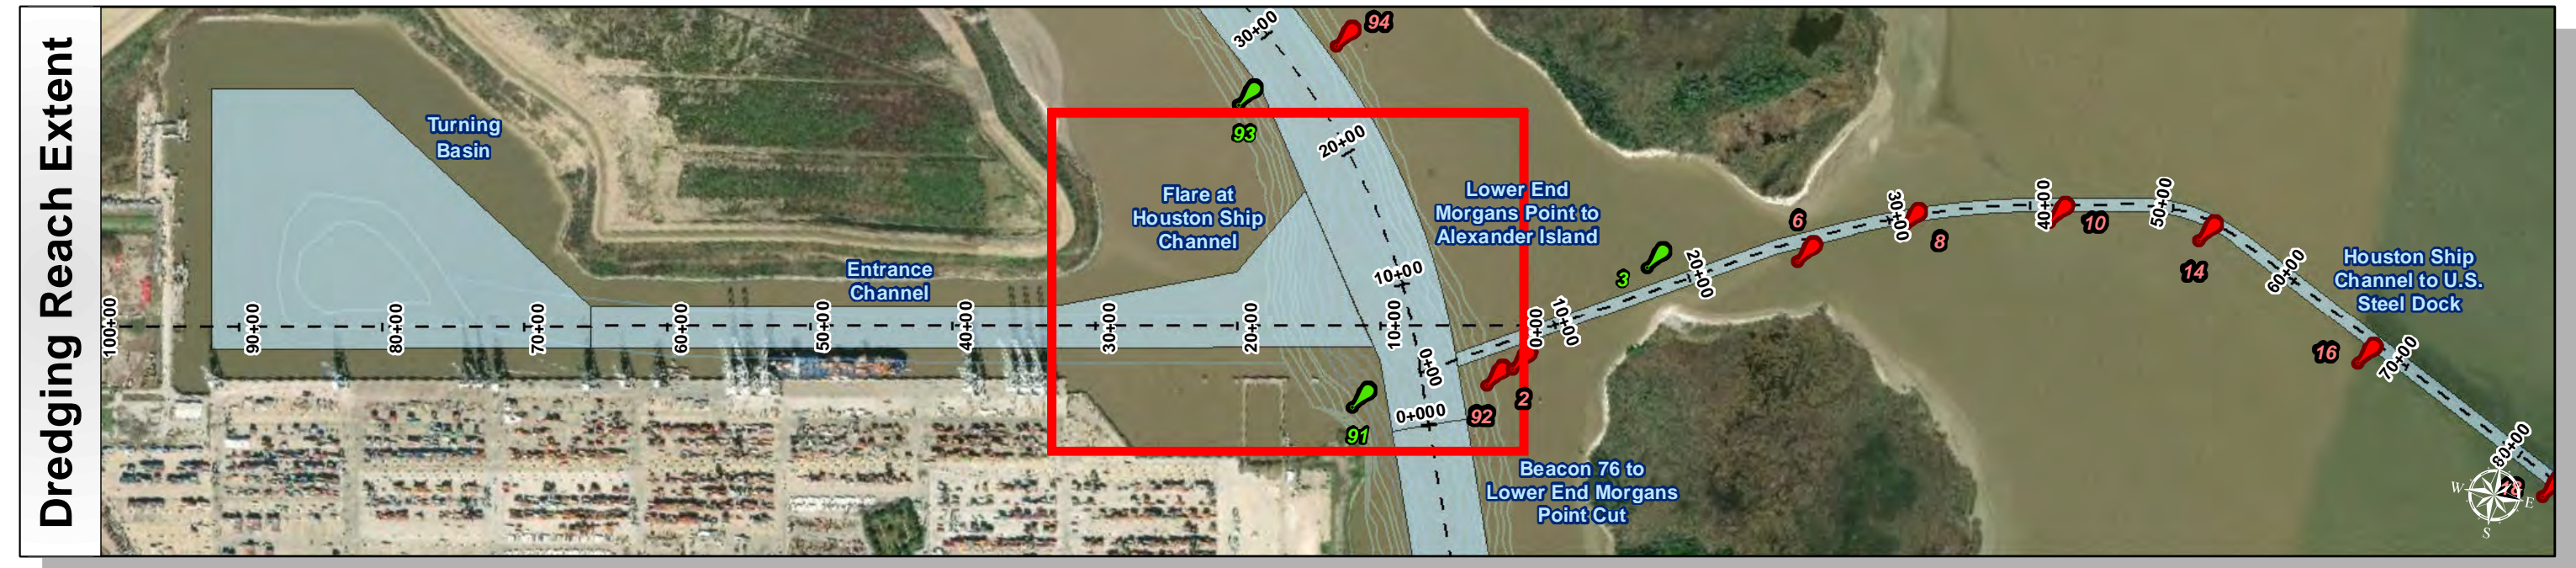 Dredging Reach Extent
Turning
Basin
Entrance
Channel
Flare at
Houston Ship
Channel
Lower End
Morgans Point to
Alexander Island
Beacon 76 to
Lower End Morgans
Point Cut
Houston Ship
Channel to U.S.
Steel Dock
100+00
90+00
80+00
70+00
60+00
50+00
40+00
30+00
20+00
10+00
0+00
30+00
20+00
10+00
0+000
0+00
10+00
20+00
30+00
40+00
50+00
60+00
70+00
80+00
94
93
91
92
2
3
6
8
10
14
16
18
W
E
S